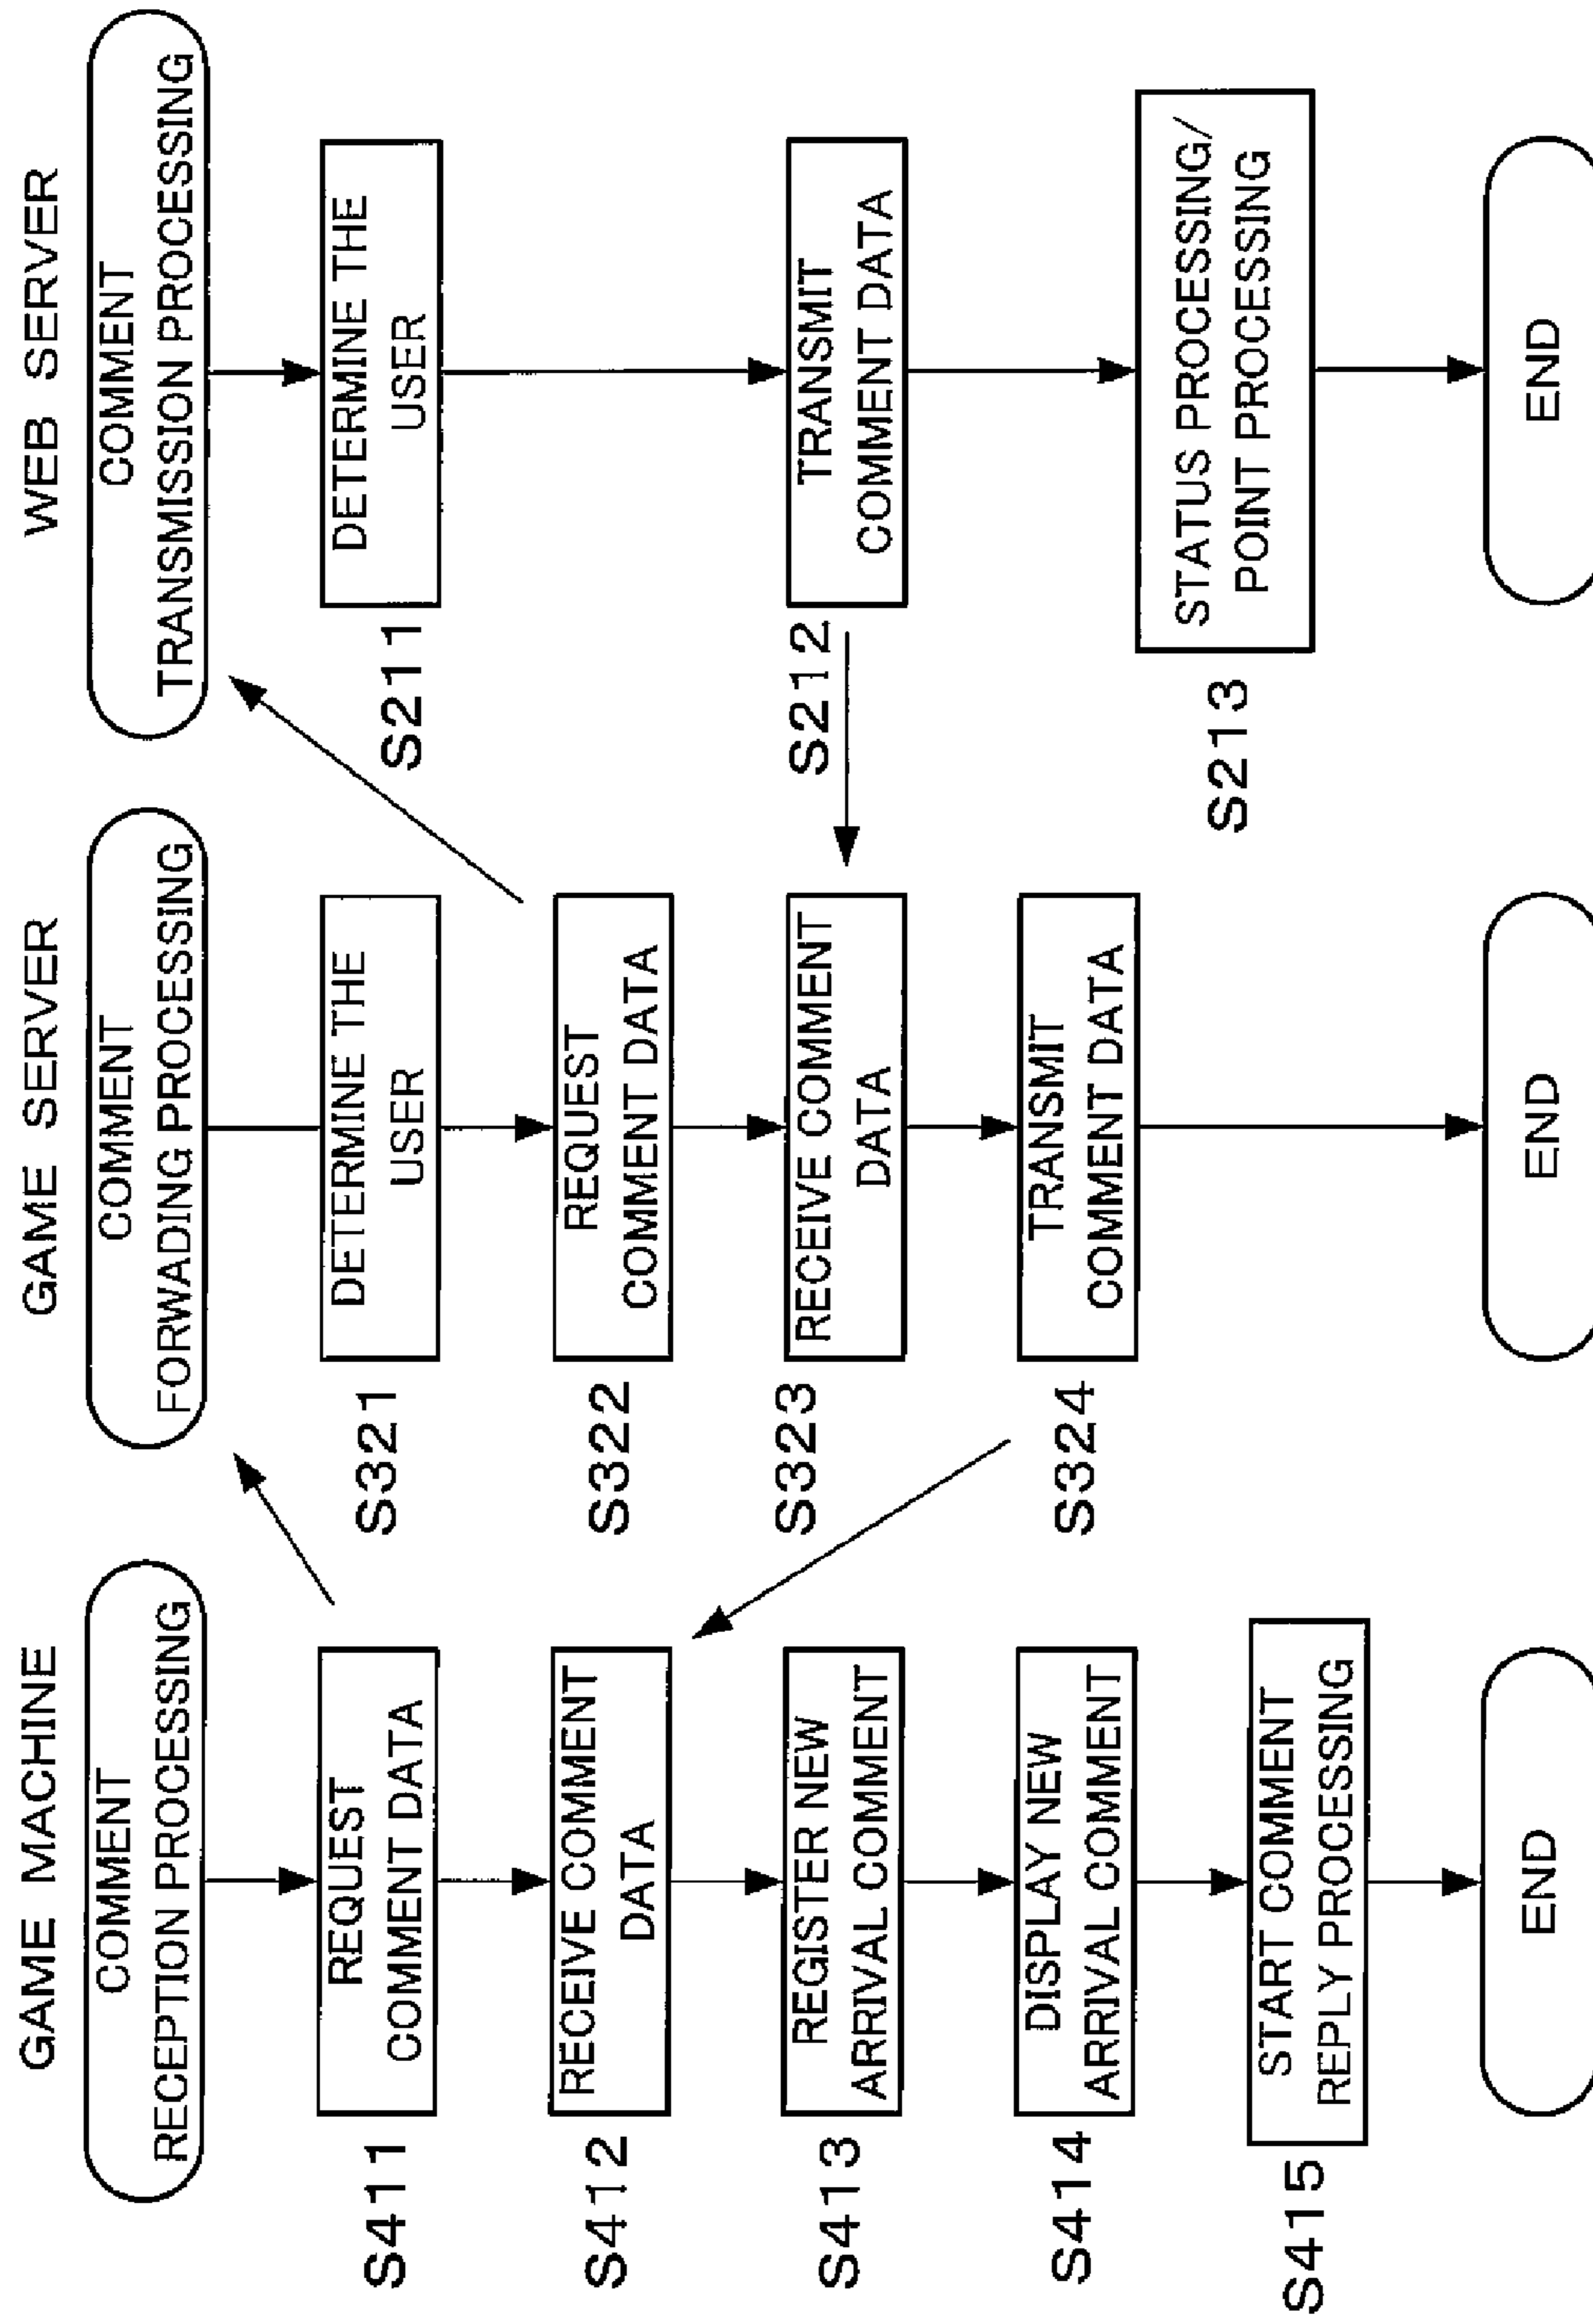 GAME MACHINE
COMMENT
RECEPTION PROCESSING
S411
REQUEST
COMMENT DATA
S412
RECEIVE COMMENT
DATA
S413
REGISTER NEW
ARRIVAL COMMENT
S414
DISPLAY NEW
ARRIVAL COMMENT
S415
START COMMENT
REPLY PROCESSING
END
GAME SERVER
COMMENT
FORWADING PROCESSING
S321
DETERMINE THE
USER
S322
REQUEST
COMMENT DATA
S323
RECEIVE COMMENT
DATA
S324
TRANSMIT
COMMENT DATA
END
WEB SERVER
COMMENT
TRANSMISSION PROCESSING
S211
DETERMINE THE
USER
S212
TRANSMIT
COMMENT DATA
S213
STATUS PROCESSING/
POINT PROCESSING
END